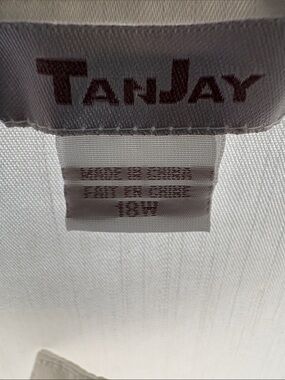 TANJAY
MADE IN CHINA
FAIT EN CHINE
18W